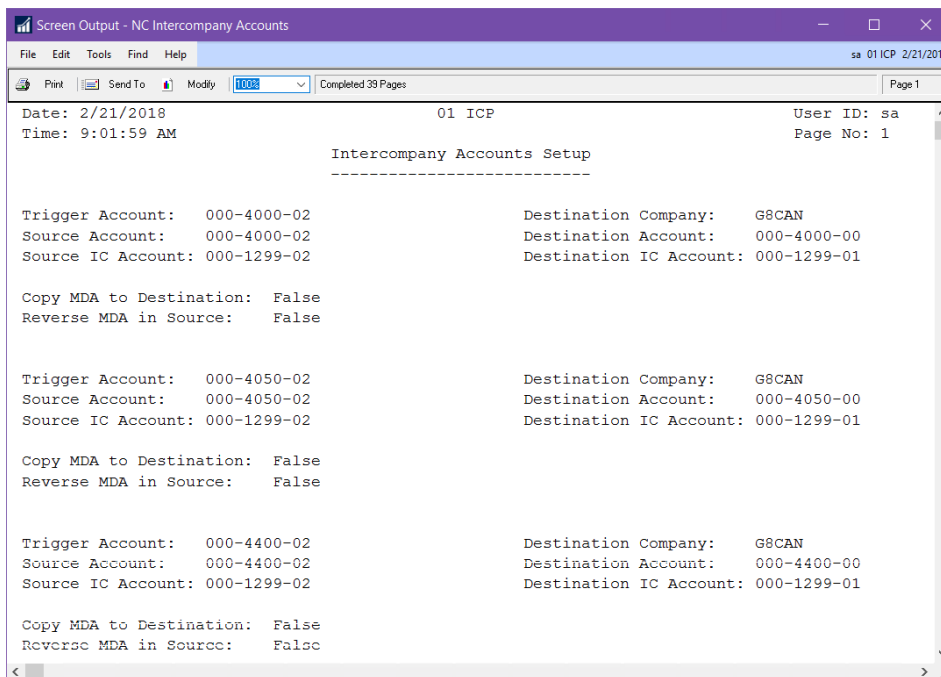 Screen Output - NC Intercompany Accounts
File Edit Tools Find Help sa 01 ICP 2/21/201
Print Send To Modify 100% Completed 39 Pages Page 1
Date: 2/21/2018 01 ICP User ID: sa
Time: 9:01:59 AM Page No: 1
Intercompany Accounts Setup
---------------------------
Trigger Account: 000-4000-02 Destination Company: G8CAN
Source Account: 000-4000-02 Destination Account: 000-4000-00
Source IC Account: 000-1299-02 Destination IC Account: 000-1299-01
Copy MDA to Destination: False
Reverse MDA in Source: False
Trigger Account: 000-4050-02 Destination Company: G8CAN
Source Account: 000-4050-02 Destination Account: 000-4050-00
Source IC Account: 000-1299-02 Destination IC Account: 000-1299-01
Copy MDA to Destination: False
Reverse MDA in Source: False
Trigger Account: 000-4400-02 Destination Company: G8CAN
Source Account: 000-4400-02 Destination Account: 000-4400-00
Source IC Account: 000-1299-02 Destination IC Account: 000-1299-01
Copy MDA to Destination: False
Reverse MDA in Source: False